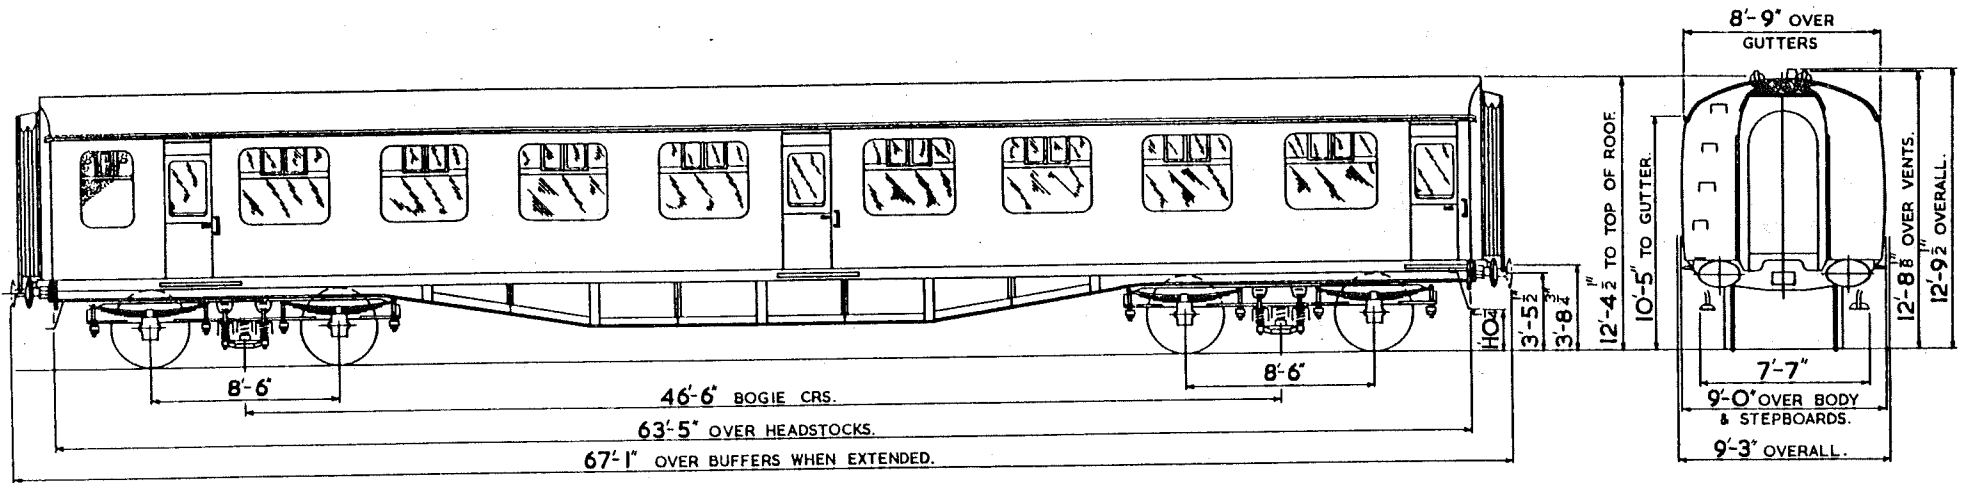 8'-9" OVER
GUTTERS
12'-4½" TO TOP OF ROOF.
10'-5" TO GUTTER.
12'-8⅝" OVER VENTS.
12'-9½" OVERALL.
3'-5½"
3'-8¾"
8'-6"
8'-6"
46'-6" BOGIE CRS.
63'-5" OVER HEADSTOCKS.
67'-1" OVER BUFFERS WHEN EXTENDED.
7'-7"
9'-0" OVER BODY
& STEPBOARDS.
9'-3" OVERALL.